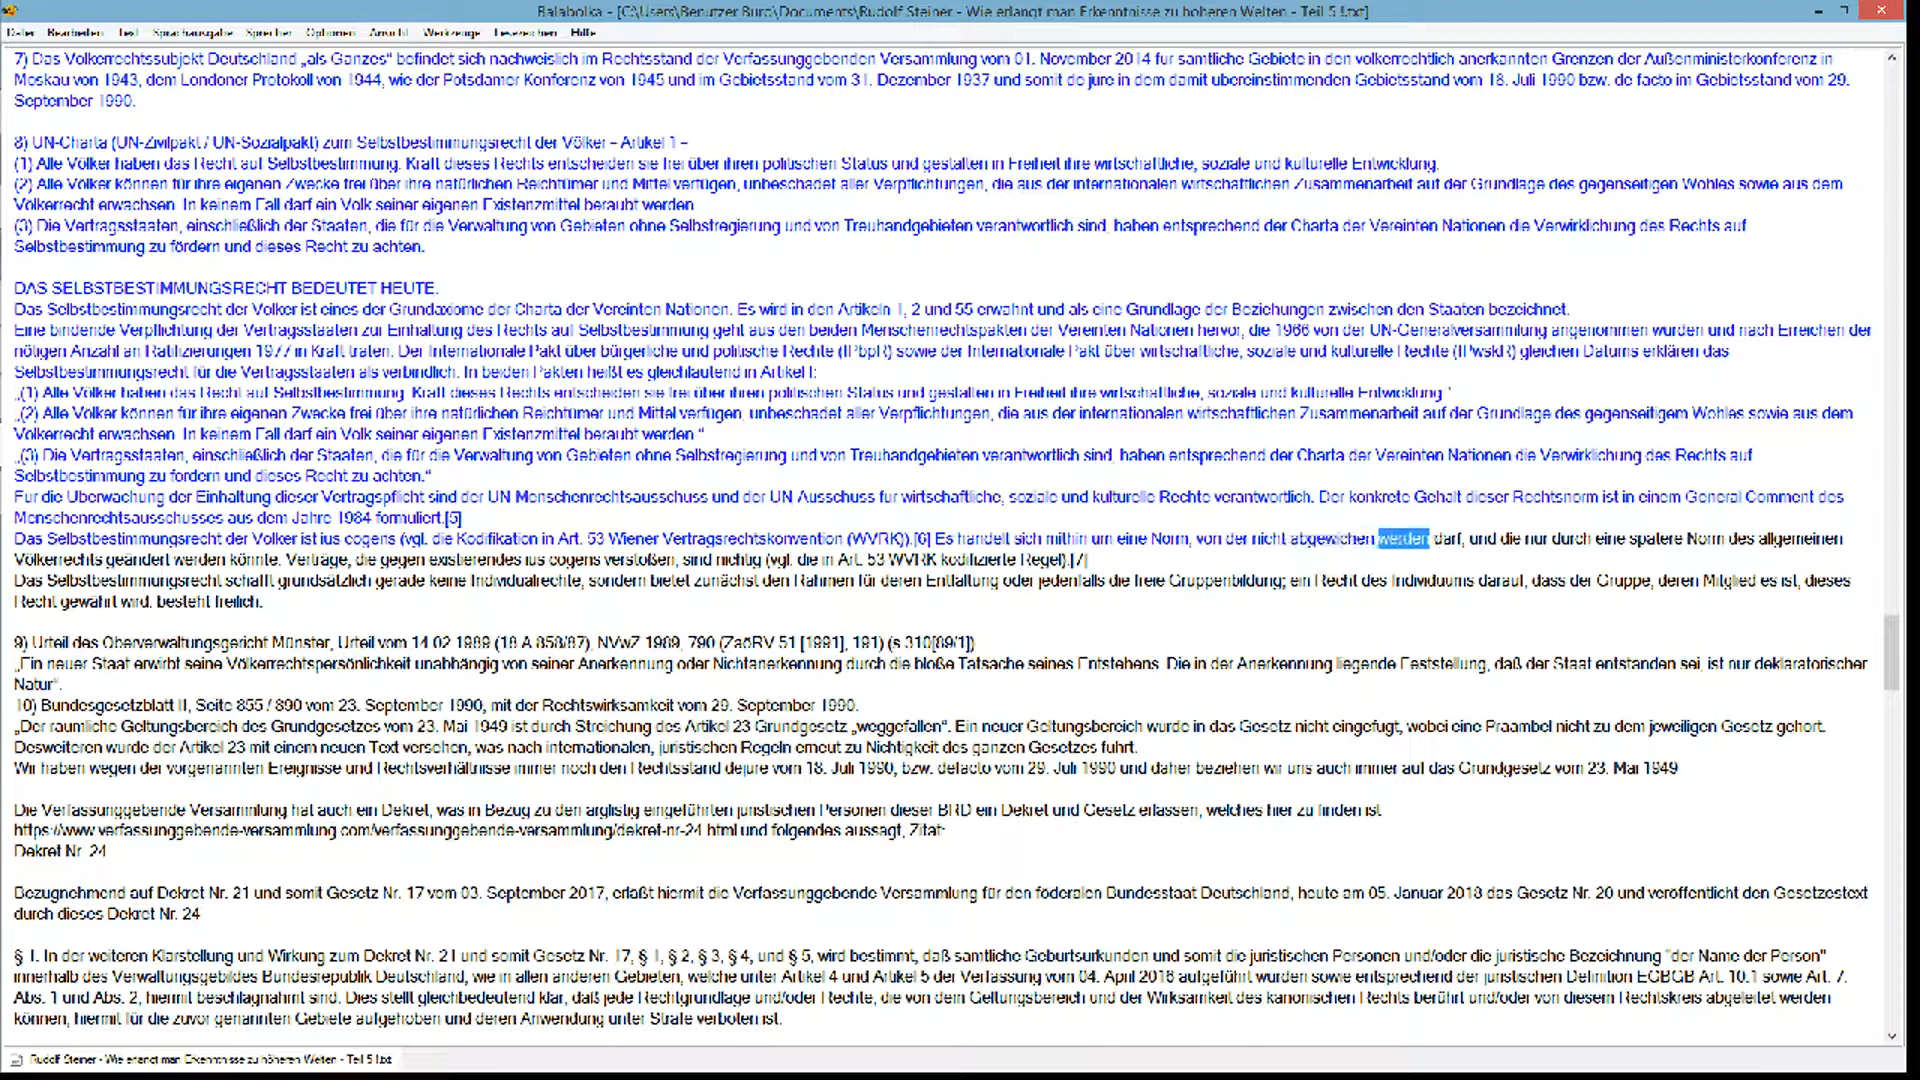 Balabolka - [C:\Users\Benutzer Buro\Documents\Rudolf Steiner - Wie erlangt man Erkenntnisse zu höheren Welten - Teil 5 !.txt]
Datei Bearbeiten Text Sprachausgabe Sprecher Optionen Ansicht Werkzeuge Lesezeichen Hilfe
7) Das Völkerrechtssubjekt Deutschland „als Ganzes“ befindet sich nachweislich im Rechtsstand der Verfassunggebenden Versammlung vom 01. November 2014 für sämtliche Gebiete in den völkerrechtlich anerkannten Grenzen der Außenministerkonferenz in
Moskau von 1943, dem Londoner Protokoll von 1944, wie der Potsdamer Konferenz von 1945 und im Gebietsstand vom 31. Dezember 1937 und somit de jure in dem damit übereinstimmenden Gebietsstand vom 18. Juli 1990 bzw. de facto im Gebietsstand vom 29.
September 1990.
8) UN-Charta (UN-Zivilpakt / UN-Sozialpakt) zum Selbstbestimmungsrecht der Völker – Artikel 1 –
(1) Alle Völker haben das Recht auf Selbstbestimmung. Kraft dieses Rechts entscheiden sie frei über ihren politischen Status und gestalten in Freiheit ihre wirtschaftliche, soziale und kulturelle Entwicklung.
(2) Alle Völker können für ihre eigenen Zwecke frei über ihre natürlichen Reichtümer und Mittel verfügen, unbeschadet aller Verpflichtungen, die aus der internationalen wirtschaftlichen Zusammenarbeit auf der Grundlage des gegenseitigen Wohles sowie aus dem
Völkerrecht erwachsen. In keinem Fall darf ein Volk seiner eigenen Existenzmittel beraubt werden.
(3) Die Vertragsstaaten, einschließlich der Staaten, die für die Verwaltung von Gebieten ohne Selbstregierung und von Treuhandgebieten verantwortlich sind, haben entsprechend der Charta der Vereinten Nationen die Verwirklichung des Rechts auf
Selbstbestimmung zu fördern und dieses Recht zu achten.
DAS SELBSTBESTIMMUNGSRECHT BEDEUTET HEUTE:
Das Selbstbestimmungsrecht der Völker ist eines der Grundaxiome der Charta der Vereinten Nationen. Es wird in den Artikeln 1, 2 und 55 erwähnt und als eine Grundlage der Beziehungen zwischen den Staaten bezeichnet.
Eine bindende Verpflichtung der Vertragsstaaten zur Einhaltung des Rechts auf Selbstbestimmung geht aus den beiden Menschenrechtspakten der Vereinten Nationen hervor, die 1966 von der UN-Generalversammlung angenommen wurden und nach Erreichen der
nötigen Anzahl an Ratifizierungen 1977 in Kraft traten. Der Internationale Pakt über bürgerliche und politische Rechte (IPbpR) sowie der Internationale Pakt über wirtschaftliche, soziale und kulturelle Rechte (IPwskR) gleichen Datums erklären das
Selbstbestimmungsrecht für die Vertragsstaaten als verbindlich. In beiden Pakten heißt es gleichlautend in Artikel I:
„(1) Alle Völker haben das Recht auf Selbstbestimmung. Kraft dieses Rechts entscheiden sie frei über ihren politischen Status und gestalten in Freiheit ihre wirtschaftliche, soziale und kulturelle Entwicklung.“
„(2) Alle Völker können für ihre eigenen Zwecke frei über ihre natürlichen Reichtümer und Mittel verfügen, unbeschadet aller Verpflichtungen, die aus der internationalen wirtschaftlichen Zusammenarbeit auf der Grundlage des gegenseitigem Wohles sowie aus dem
Völkerrecht erwachsen. In keinem Fall darf ein Volk seiner eigenen Existenzmittel beraubt werden.“
„(3) Die Vertragsstaaten, einschließlich der Staaten, die für die Verwaltung von Gebieten ohne Selbstregierung und von Treuhandgebieten verantwortlich sind, haben entsprechend der Charta der Vereinten Nationen die Verwirklichung des Rechts auf
Selbstbestimmung zu fördern und dieses Recht zu achten.“
Für die Überwachung der Einhaltung dieser Vertragspflicht sind der UN Menschenrechtsausschuss und der UN Ausschuss für wirtschaftliche, soziale und kulturelle Rechte verantwortlich. Der konkrete Gehalt dieser Rechtsnorm ist in einem General Comment des
Menschenrechtsausschusses aus dem Jahre 1984 formuliert.[5]
Das Selbstbestimmungsrecht der Völker ist ius cogens (vgl. die Kodifikation in Art. 53 Wiener Vertragsrechtskonvention (WVRK)).[6] Es handelt sich mithin um eine Norm, von der nicht abgewichen werden darf, und die nur durch eine spätere Norm des allgemeinen
Völkerrechts geändert werden könnte. Verträge, die gegen existierendes ius cogens verstoßen, sind nichtig (vgl. die in Art. 53 WVRK kodifizierte Regel).[7]
Das Selbstbestimmungsrecht schafft grundsätzlich gerade keine Individualrechte, sondern bietet zunächst den Rahmen für deren Entfaltung oder jedenfalls die freie Gruppenbildung; ein Recht des Individuums darauf, dass der Gruppe, deren Mitglied es ist, dieses
Recht gewährt wird, besteht freilich.
9) Urteil des Oberverwaltungsgericht Münster, Urteil vom 14.02.1989 (18 A 858/87), NVwZ 1989, 790 (ZaöRV 51 [1991], 191) (s.310[89/1])
„Ein neuer Staat erwirbt seine Völkerrechtspersönlichkeit unabhängig von seiner Anerkennung oder Nichtanerkennung durch die bloße Tatsache seines Entstehens. Die in der Anerkennung liegende Feststellung, daß der Staat entstanden sei, ist nur deklaratorischer
Natur“.
10) Bundesgesetzblatt II, Seite 855 / 890 vom 23. September 1990, mit der Rechtswirksamkeit vom 29. September 1990.
„Der räumliche Geltungsbereich des Grundgesetzes vom 23. Mai 1949 ist durch Streichung des Artikel 23 Grundgesetz „weggefallen“. Ein neuer Geltungsbereich wurde in das Gesetz nicht eingefügt, wobei eine Präambel nicht zu dem jeweiligen Gesetz gehört.
Desweiteren wurde der Artikel 23 mit einem neuen Text versehen, was nach internationalen, juristischen Regeln erneut zu Nichtigkeit des ganzen Gesetzes führt.
Wir haben wegen der vorgenannten Ereignisse und Rechtsverhältnisse immer noch den Rechtsstand dejure vom 18. Juli 1990, bzw. defacto vom 29. Juli 1990 und daher beziehen wir uns auch immer auf das Grundgesetz vom 23. Mai 1949
Die Verfassunggebende Versammlung hat auch ein Dekret, was in Bezug zu den arglistig eingeführten juristischen Personen dieser BRD ein Dekret und Gesetz erfassen, welches hier zu finden ist
https://www.verfassunggebende-versammlung.com/verfassunggebende-versammlung/dekret-nr-24.html und folgendes aussagt, Zitat:
Dekret Nr. 24
Bezugnehmend auf Dekret Nr. 21 und somit Gesetz Nr. 17 vom 03. September 2017, erläßt hiermit die Verfassunggebende Versammlung für den föderalen Bundesstaat Deutschland, heute am 05. Januar 2018 das Gesetz Nr. 20 und veröffentlicht den Gesetzestext
durch dieses Dekret Nr. 24
§ 1. In der weiteren Klarstellung und Wirkung zum Dekret Nr. 21 und somit Gesetz Nr. 17, § 1, § 2, § 3, § 4, und § 5, wird bestimmt, daß sämtliche Geburtsurkunden und somit die juristischen Personen und/oder die juristische Bezeichnung "der Name der Person"
innerhalb des Verwaltungsgebildes Bundesrepublik Deutschland, wie in allen anderen Gebieten, welche unter Artikel 4 und Artikel 5 der Verfassung vom 04. April 2016 aufgeführt wurden sowie entsprechend der juristischen Definition EGBGB Art. 10.1 sowie Art. 7.
Abs. 1 und Abs. 2, hiermit beschlagnahmt sind. Dies stellt gleichbedeutend klar, daß jede Rechtgrundlage und/oder Rechte, die von dem Geltungsbereich und der Wirksamkeit des kanonischen Rechts berührt und/oder von diesem Rechtskreis abgeleitet werden
können, hiermit für die zuvor genannten Gebiete aufgehoben und deren Anwendung unter Strafe verboten ist.
Rudolf Steiner - Wie erlangt man Erkenntnisse zu höheren Welten - Teil 5 !.txt